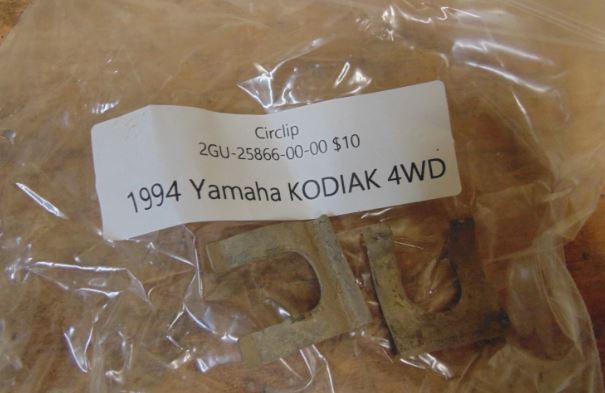 Circlip
2GU-25866-00-00 $10
1994 Yamaha KODIAK 4WD